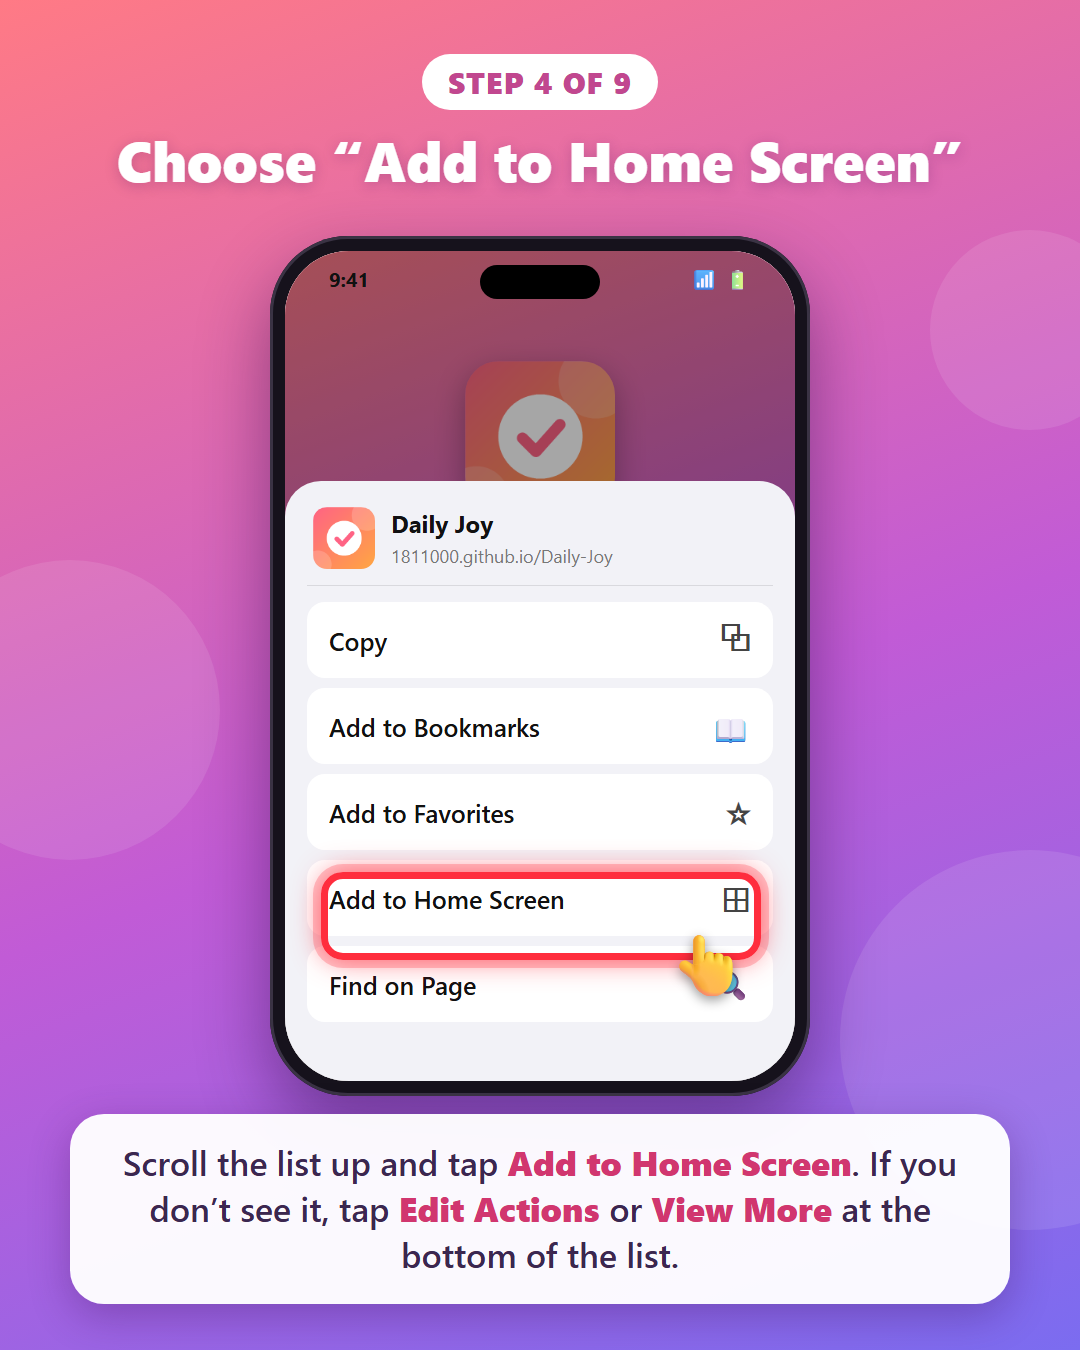 STEP 4 OF 9
Choose “Add to Home Screen”
9:41
Daily Joy
1811000.github.io/Daily-Joy
Copy
Add to Bookmarks
Add to Favorites
Add to Home Screen
Find on Page
Scroll the list up and tap Add to Home Screen. If you
don’t see it, tap Edit Actions or View More at the
bottom of the list.